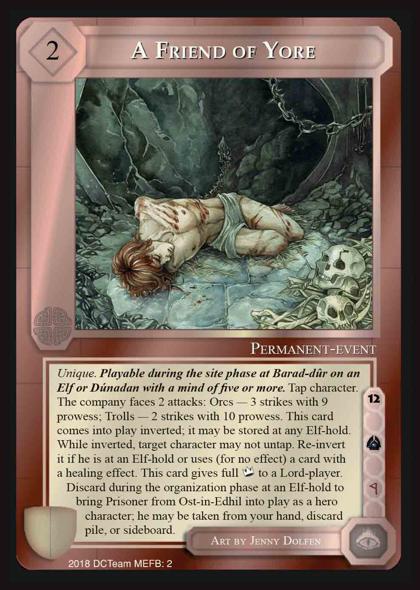 2
A Friend of Yore
Permanent-event
Unique. Playable during the site phase at Barad-dûr on an
Elf or Dúnadan with a mind of five or more. Tap character.
The company faces 2 attacks: Orcs — 3 strikes with 9
prowess; Trolls — 2 strikes with 10 prowess. This card
comes into play inverted; it may be stored at any Elf-hold.
While inverted, target character may not untap. Re-invert
it if he is at an Elf-hold or uses (for no effect) a card with
a healing effect. This card gives full to a Lord-player.
Discard during the organization phase at an Elf-hold to
bring Prisoner from Ost-in-Edhil into play as a hero
character; he may be taken from your hand, discard
pile, or sideboard.
12
Art by Jenny Dolfen
2018 DCTeam MEFB: 2